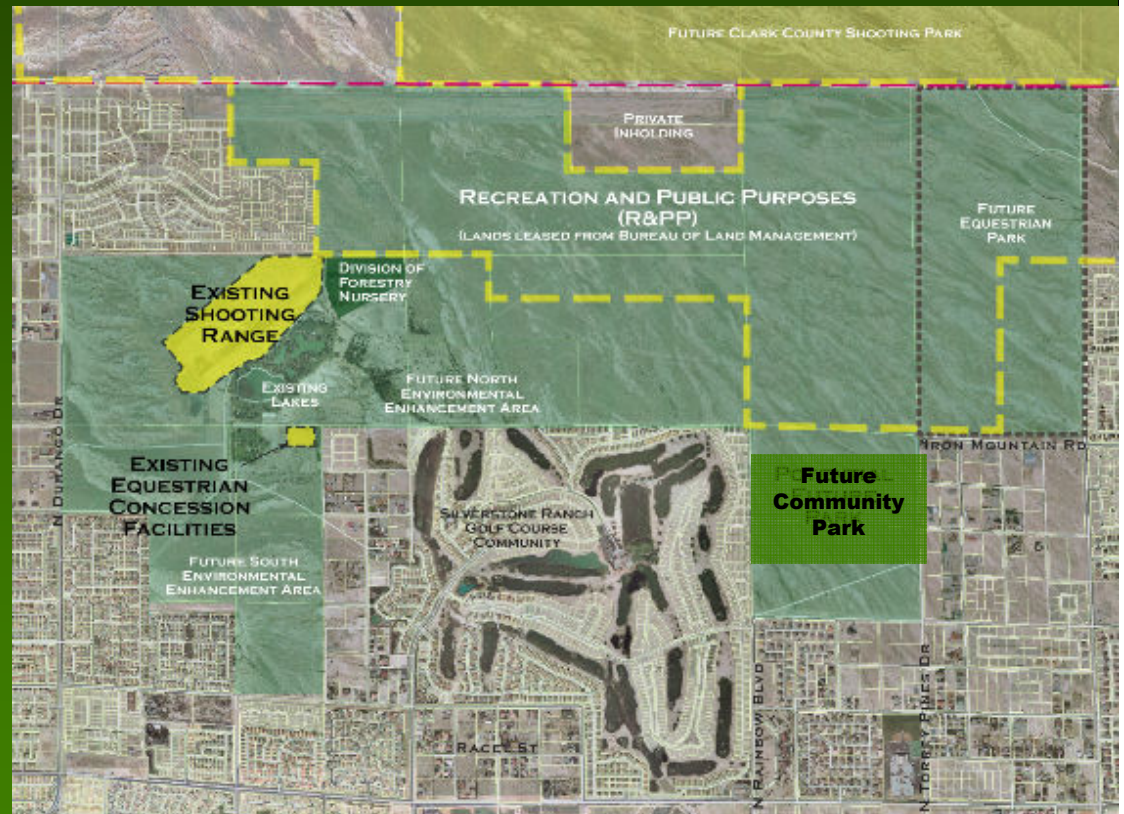 FUTURE CLARK COUNTY SHOOTING PARK
PRIVATE
INHOLDING
RECREATION AND PUBLIC PURPOSES
(R&PP)
(LANDS LEASED FROM BUREAU OF LAND MANAGEMENT)
FUTURE
EQUESTRIAN
PARK
DIVISION OF
FORESTRY
NURSERY
EXISTING
SHOOTING
RANGE
EXISTING
LAKES
FUTURE NORTH
ENVIRONMENTAL
ENHANCEMENT AREA
N DURANGO DR
IRON MOUNTAIN RD
EXISTING
EQUESTRIAN
CONCESSION
FACILITIES
SILVERSTONE RANCH
GOLF COURSE
COMMUNITY
Future
Community
Park
FUTURE SOUTH
ENVIRONMENTAL
ENHANCEMENT AREA
RACEL ST
N RAINBOW BLVD
N TORREY PINES DR